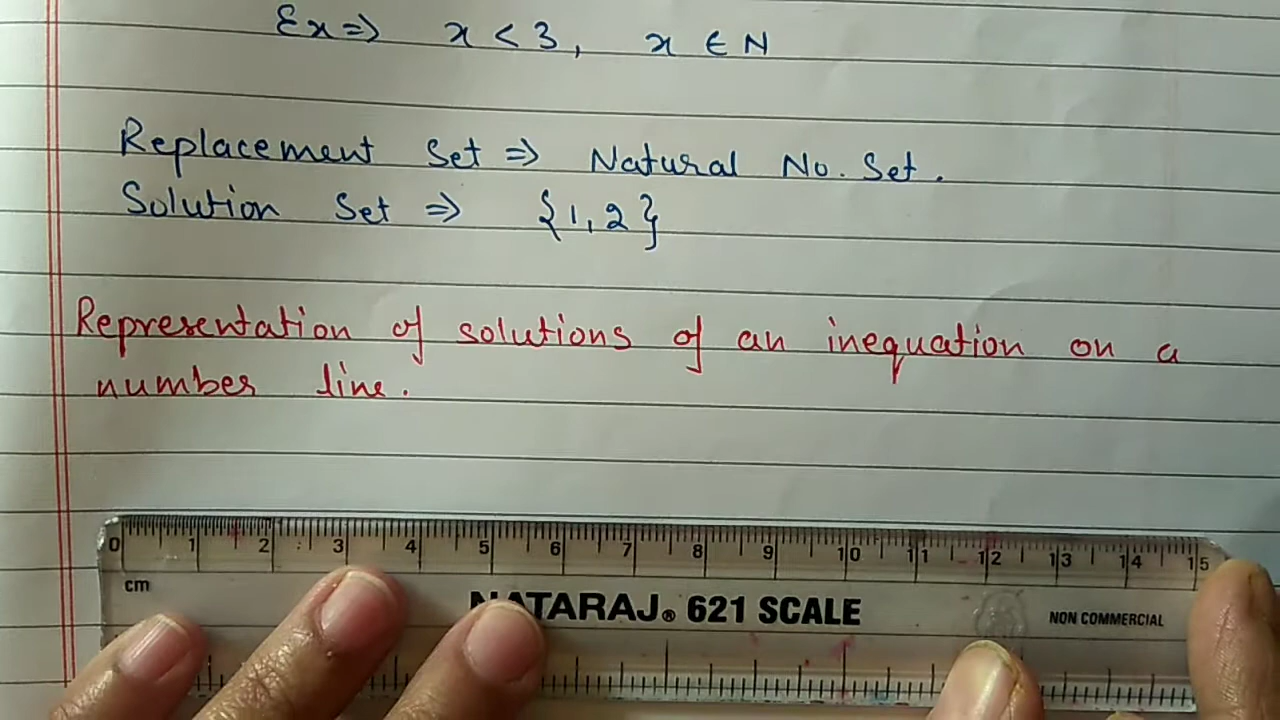 Ex ⇒ x < 3, x ∈ N
Replacement Set ⇒ Natural No. Set.
Solution Set ⇒ {1, 2}
Representation of solutions of an inequation on a
number line.
0 1 2 3 4 5 6 7 8 9 10 11 12 13 14 15
cm
NATARAJ® 621 SCALE
NON COMMERCIAL